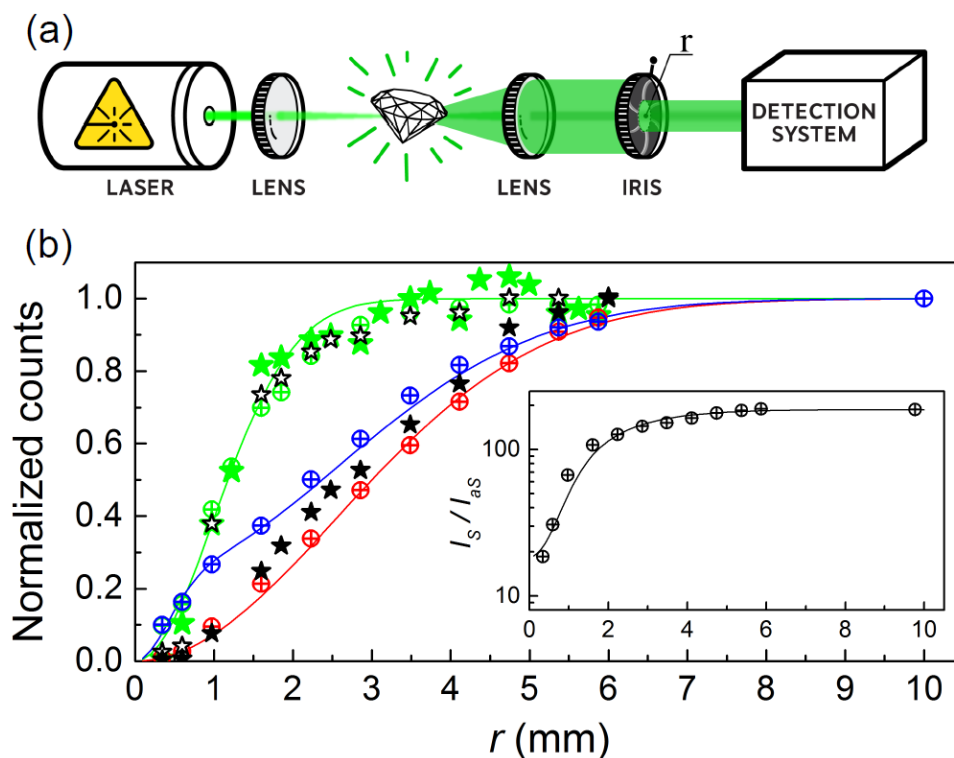 (a)
r
LASER
LENS
LENS
IRIS
DETECTION
SYSTEM
(b)
Normalized counts
1.0
0.8
0.6
0.4
0.2
0.0
0 1 2 3 4 5 6 7 8 9 10
r (mm)
I_S / I_aS
100
10
0 2 4 6 8 10